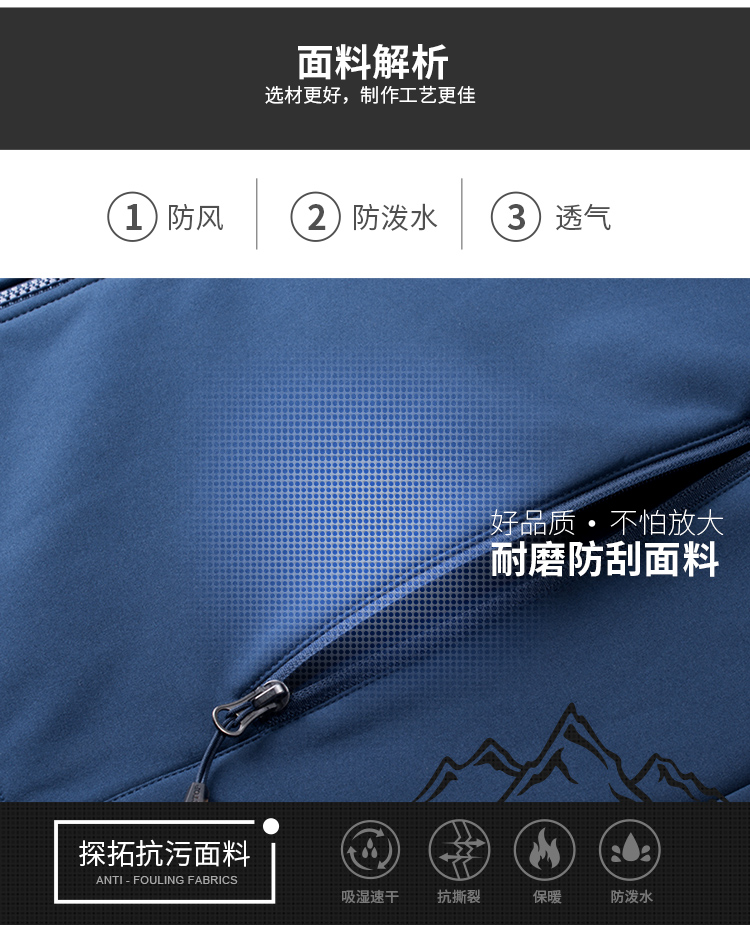 面料解析
选材更好，制作工艺更佳
1 防风
2 防泼水
3 透气
好品质 • 不怕放大
耐磨防刮面料
探拓抗污面料
ANTI - FOULING FABRICS
吸湿速干
抗撕裂
保暖
防泼水